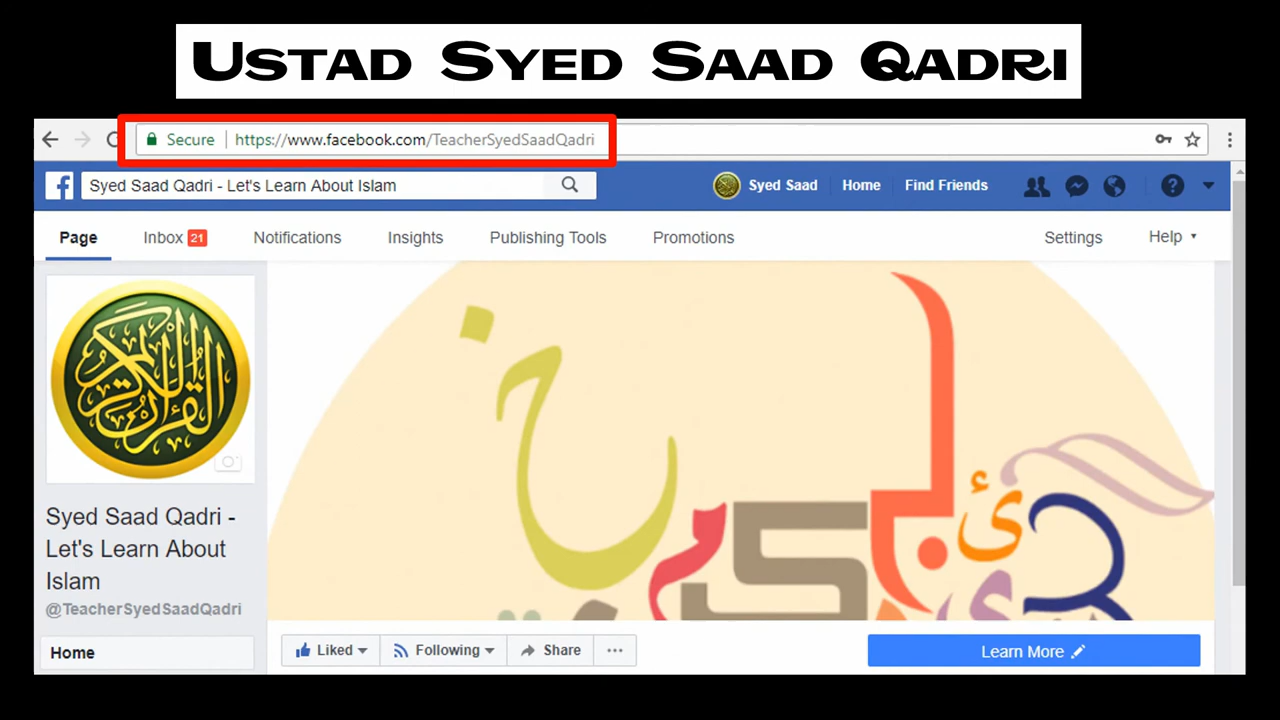 USTAD SYED SAAD QADRI
Secure | https://www.facebook.com/TeacherSyedSaadQadri
Syed Saad Qadri - Let's Learn About Islam
Syed Saad Home Find Friends
Page Inbox 21 Notifications Insights Publishing Tools Promotions Settings Help
القرآن الكريم
خ
Syed Saad Qadri -
Let's Learn About
Islam
@TeacherSyedSaadQadri
Home
Liked Following Share ... Learn More